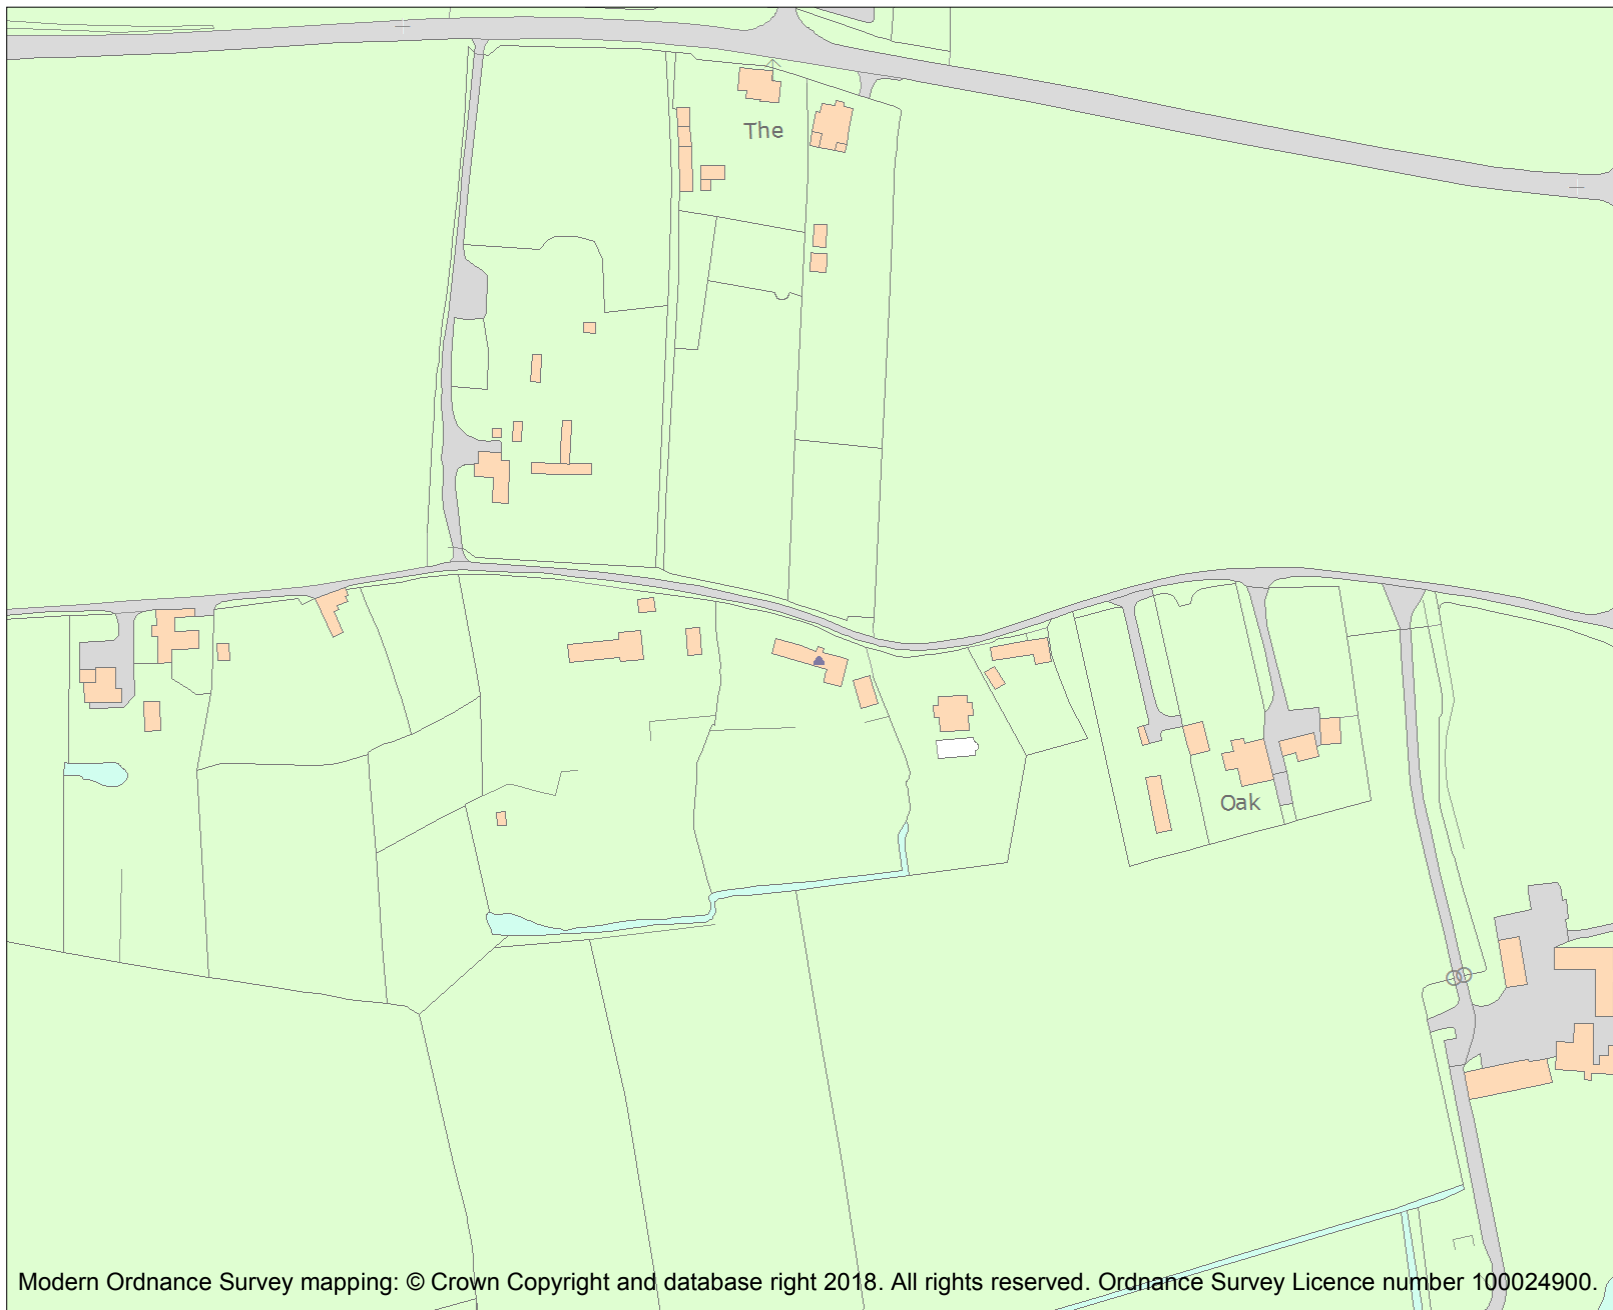 The
Oak
Modern Ordnance Survey mapping: © Crown Copyright and database right 2018. All rights reserved. Ordnance Survey Licence number 100024900.